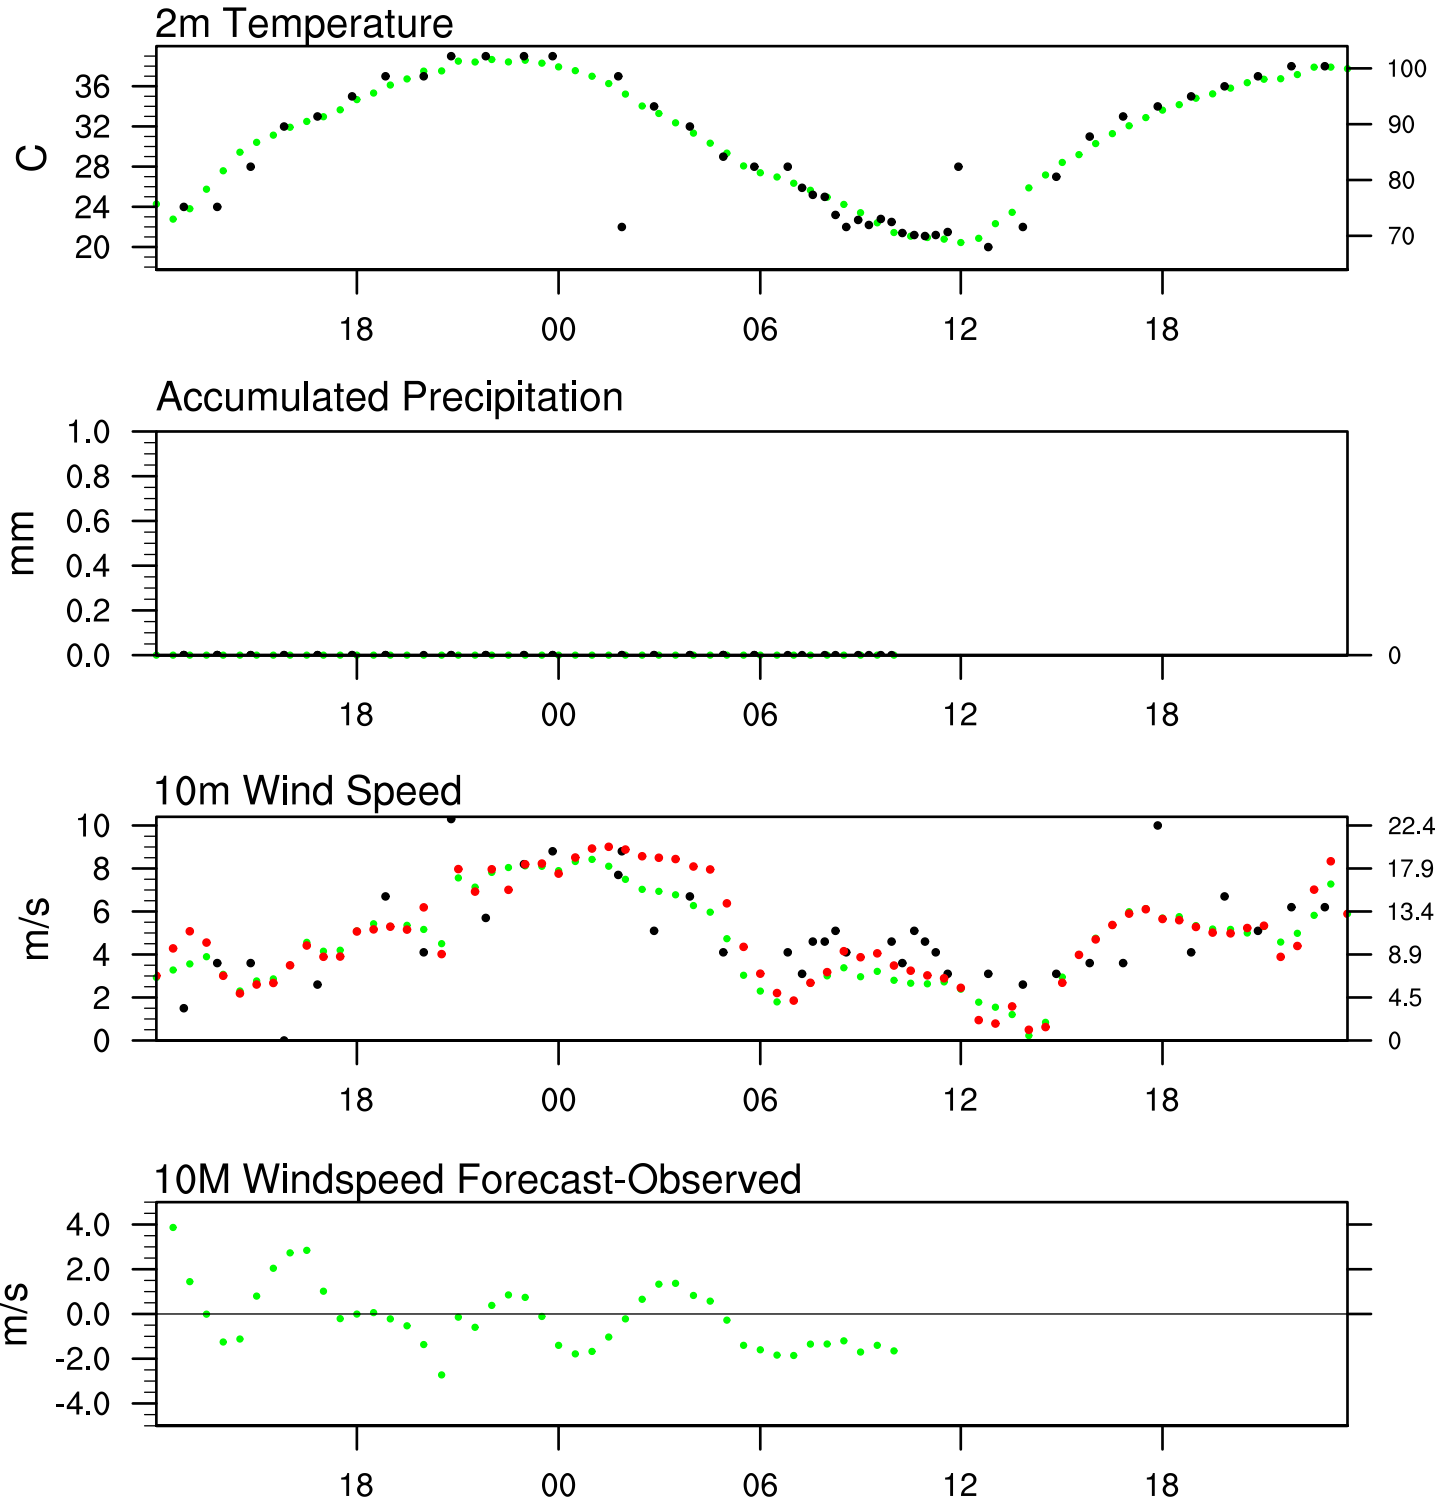 2m Temperature
C
36
32
28
24
20
100
90
80
70
18 00 06 12 18
Accumulated Precipitation
mm
1.0
0.8
0.6
0.4
0.2
0.0
0
18 00 06 12 18
10m Wind Speed
m/s
10
8
6
4
2
0
22.4
17.9
13.4
8.9
4.5
0
18 00 06 12 18
10M Windspeed Forecast-Observed
m/s
4.0
2.0
0.0
-2.0
-4.0
18 00 06 12 18